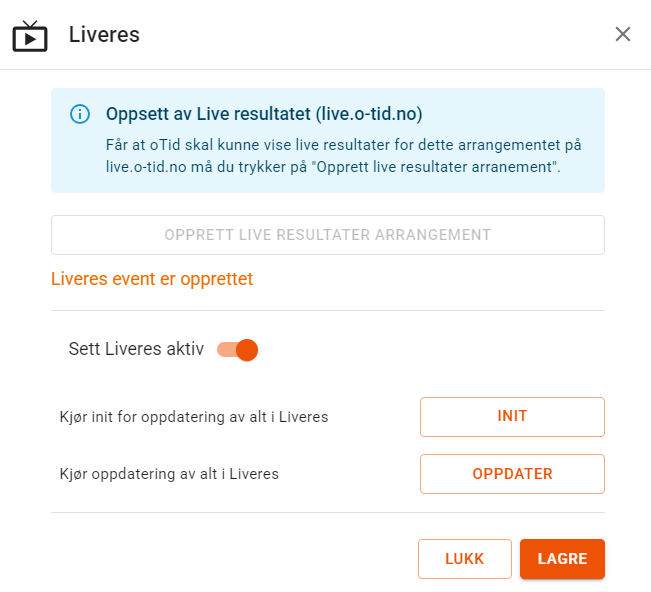 Liveres
Oppsett av Live resultatet (live.o-tid.no)
Får at oTid skal kunne vise live resultater for dette arrangementet på
live.o-tid.no må du trykker på "Opprett live resultater arranement".
OPPRETT LIVE RESULTATER ARRANGEMENT
Liveres event er opprettet
Sett Liveres aktiv
Kjør init for oppdatering av alt i Liveres
INIT
Kjør oppdatering av alt i Liveres
OPPDATER
LUKK
LAGRE